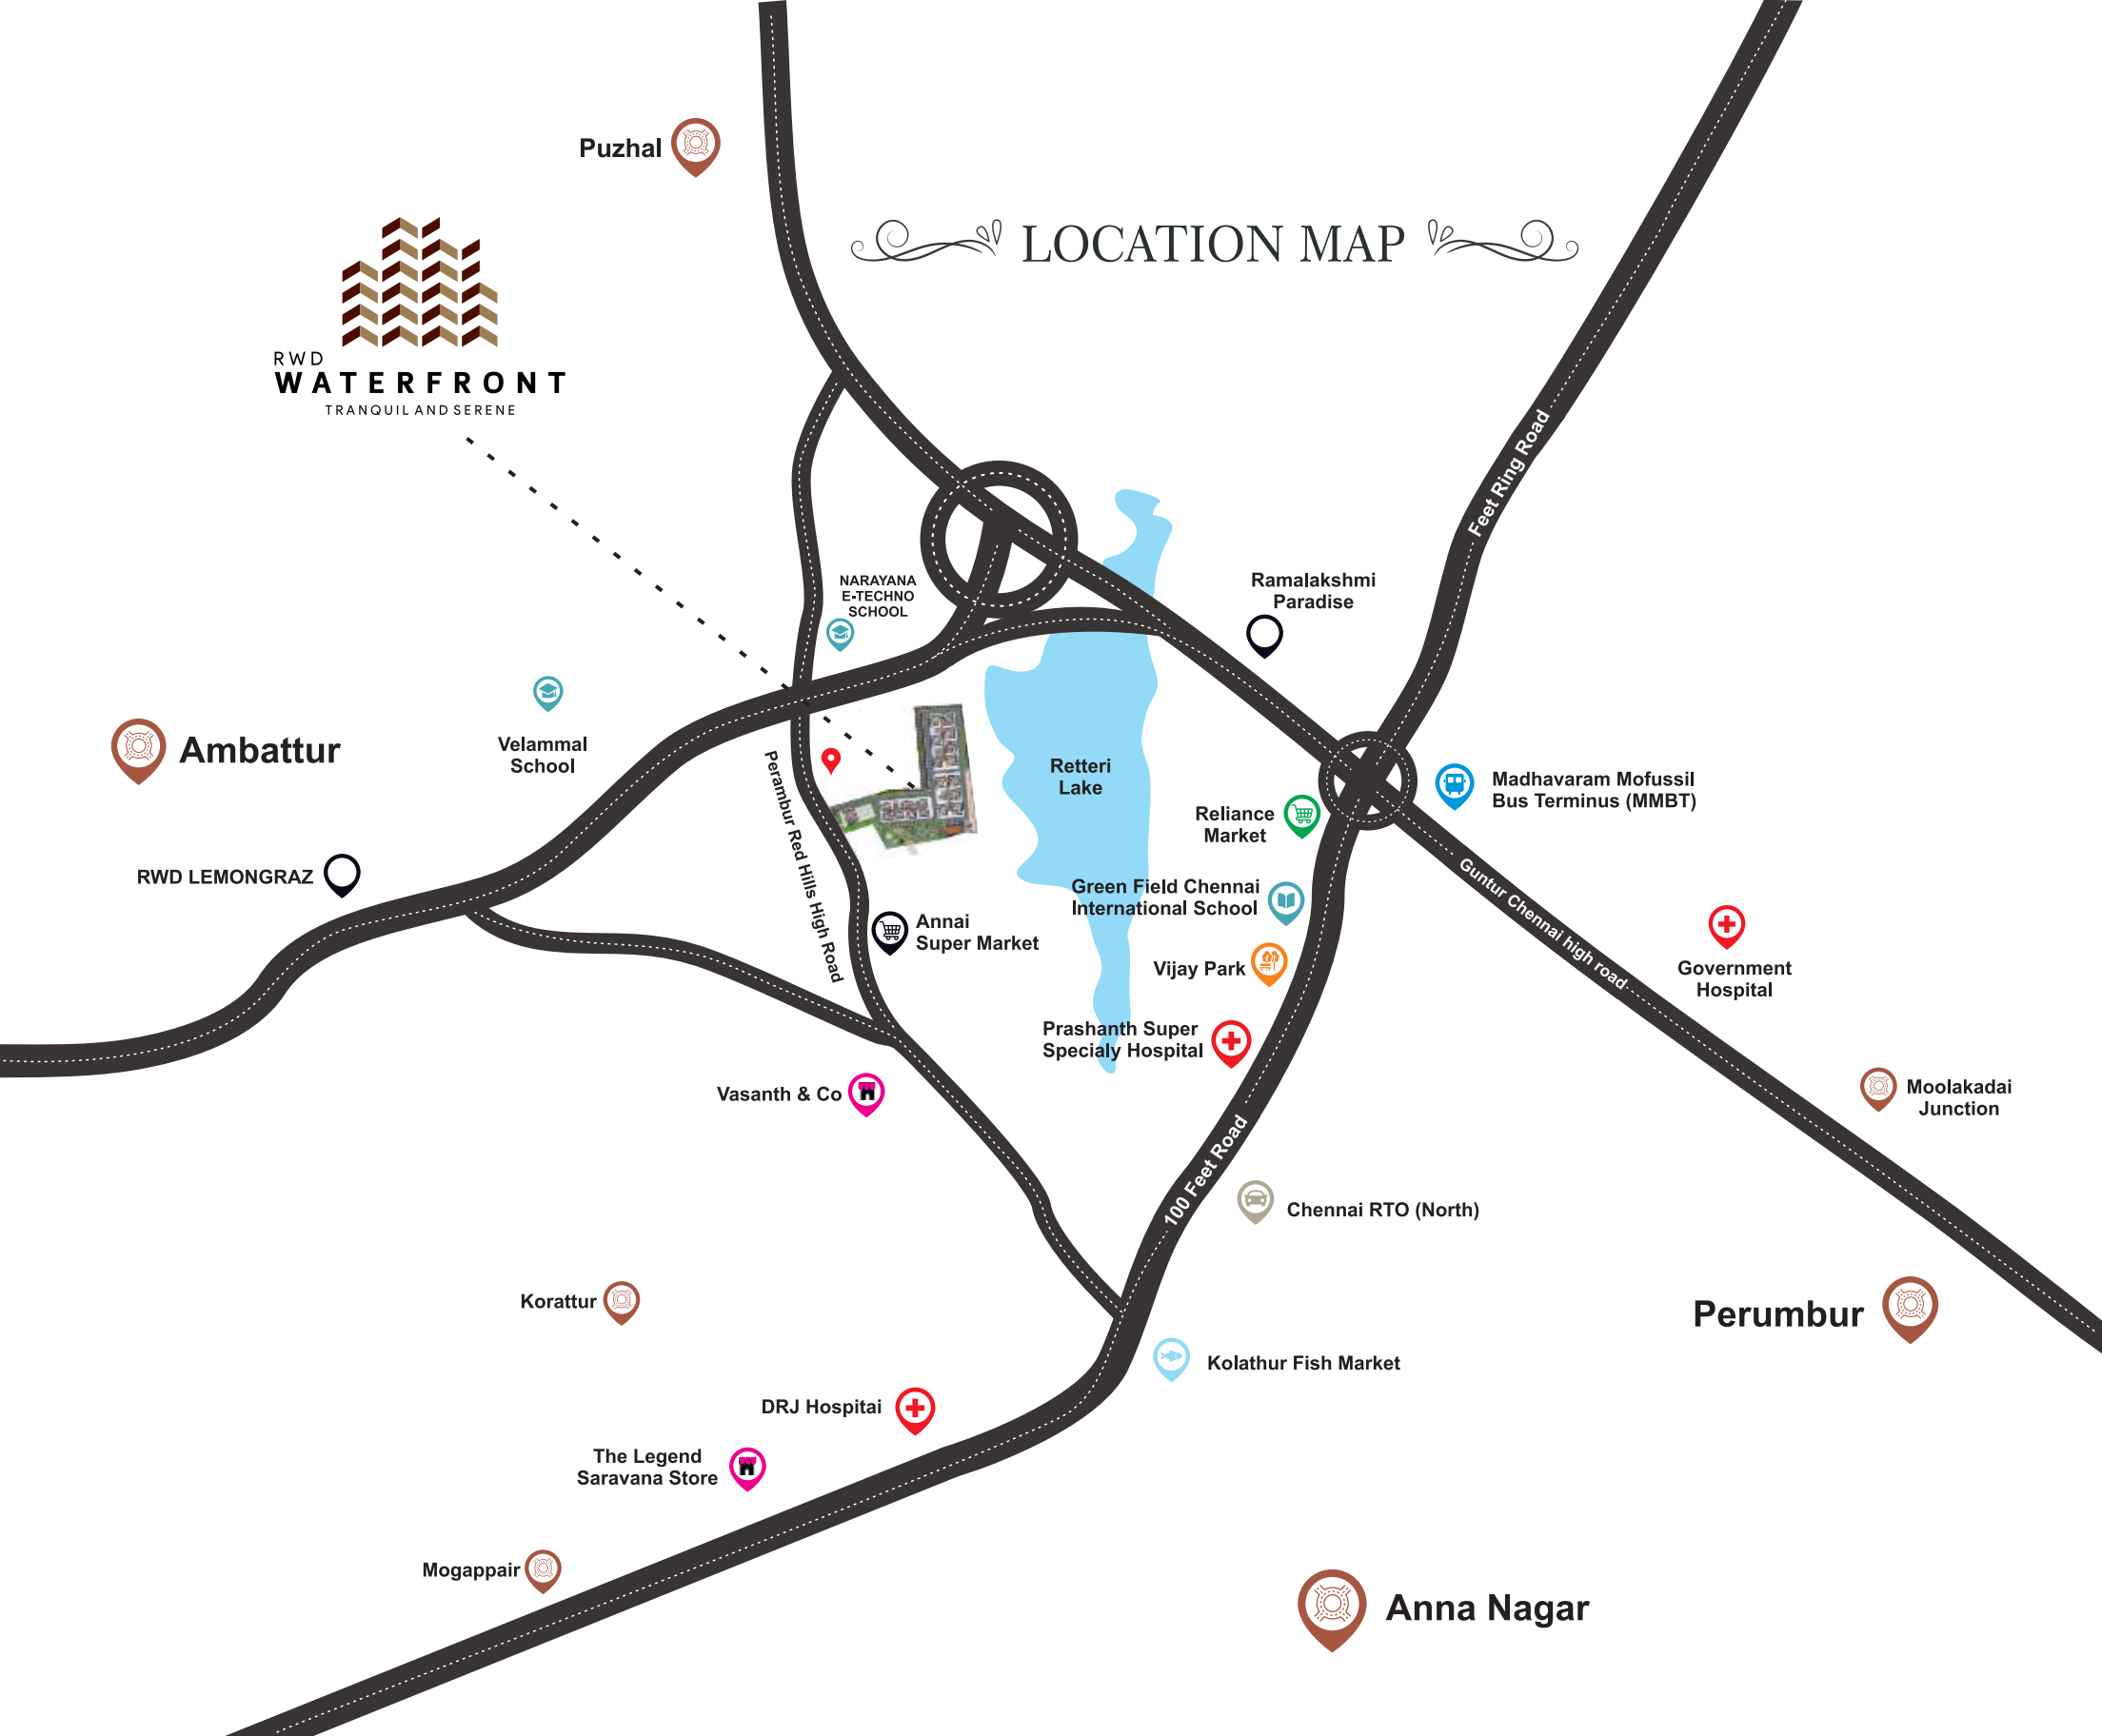 Puzhal
LOCATION MAP
RWD
WATERFRONT
TRANQUIL AND SERENE
Feet Ring Road
NARAYANA
E-TECHNO
SCHOOL
Ramalakshmi
Paradise
Velammal
School
Ambattur
Perambur Red Hills High Road
Retteri
Lake
Madhavaram Mofussil
Bus Terminus (MMBT)
Reliance
Market
RWD LEMONGRAZ
Green Field Chennai
International School
Guntur Chennai high road
Annai
Super Market
Vijay Park
Government
Hospital
Prashanth Super
Specialy Hospital
Vasanth & Co
Moolakadai
Junction
100 Feet Road
Chennai RTO (North)
Korattur
Perumbur
Kolathur Fish Market
DRJ Hospitai
The Legend
Saravana Store
Mogappair
Anna Nagar